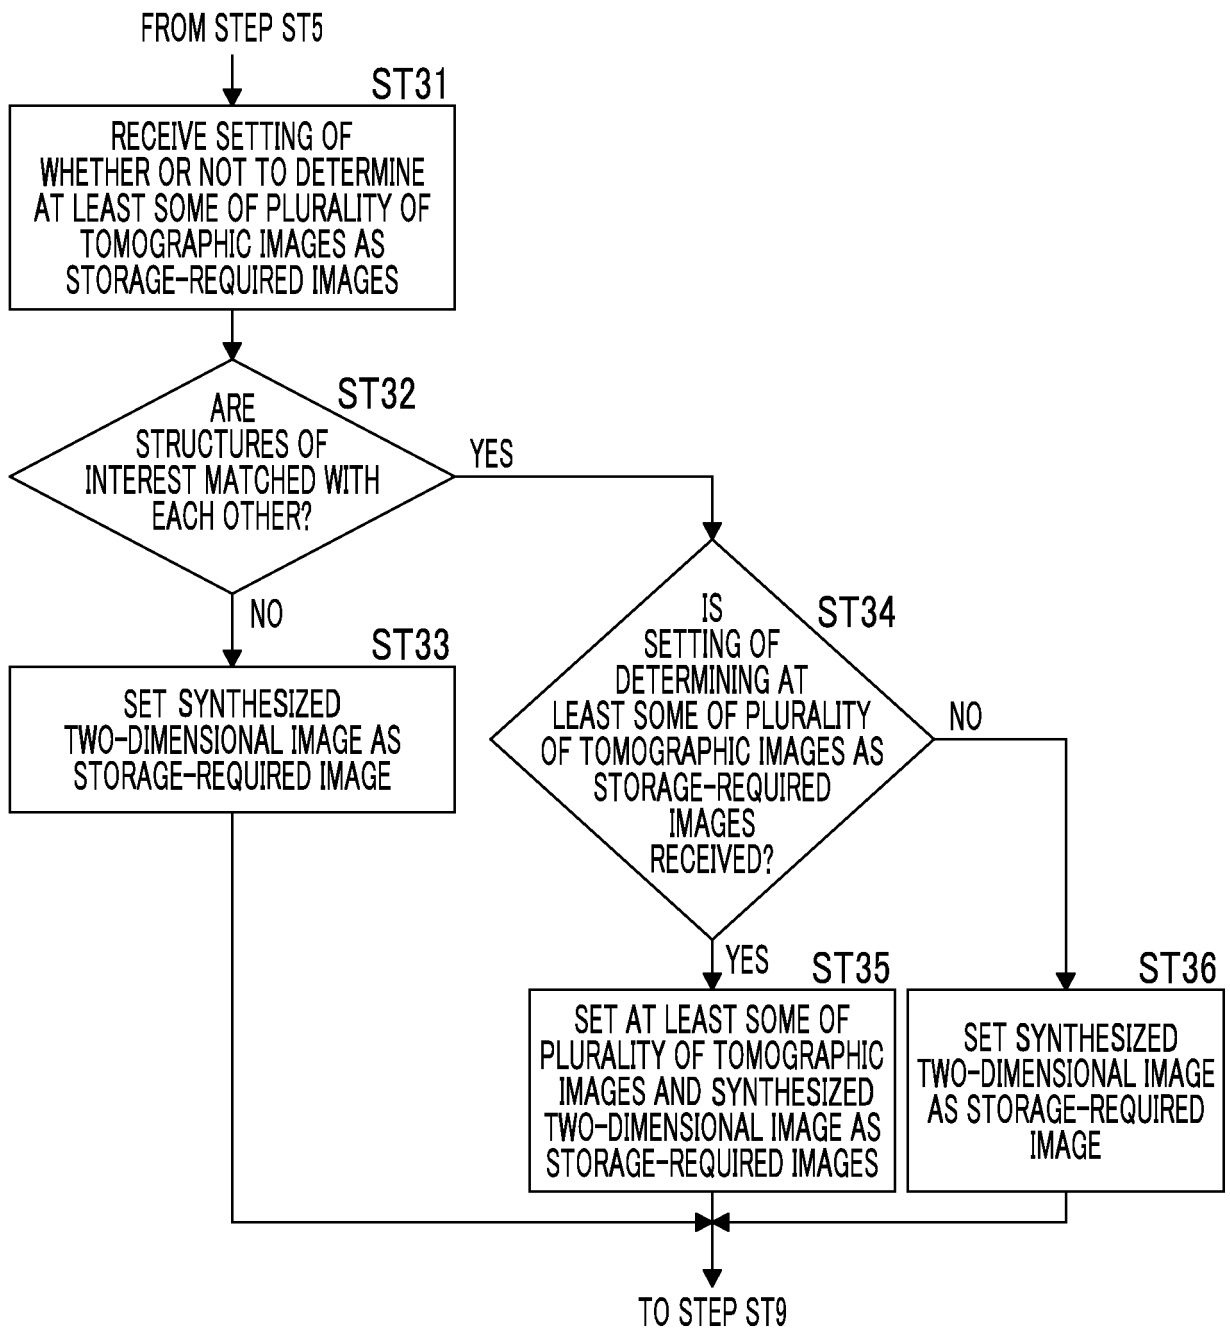 FROM STEP ST5
ST31
RECEIVE SETTING OF
WHETHER OR NOT TO DETERMINE
AT LEAST SOME OF PLURALITY OF
TOMOGRAPHIC IMAGES AS
STORAGE-REQUIRED IMAGES
ST32
ARE
STRUCTURES OF
INTEREST MATCHED WITH
EACH OTHER?
YES
NO
ST33
SET SYNTHESIZED
TWO-DIMENSIONAL IMAGE AS
STORAGE-REQUIRED IMAGE
ST34
IS
SETTING OF
DETERMINING AT
LEAST SOME OF PLURALITY
OF TOMOGRAPHIC IMAGES AS
STORAGE-REQUIRED
IMAGES
RECEIVED?
NO
YES
ST35
SET AT LEAST SOME OF
PLURALITY OF TOMOGRAPHIC
IMAGES AND SYNTHESIZED
TWO-DIMENSIONAL IMAGE AS
STORAGE-REQUIRED IMAGES
ST36
SET SYNTHESIZED
TWO-DIMENSIONAL IMAGE
AS STORAGE-REQUIRED
IMAGE
TO STEP ST9